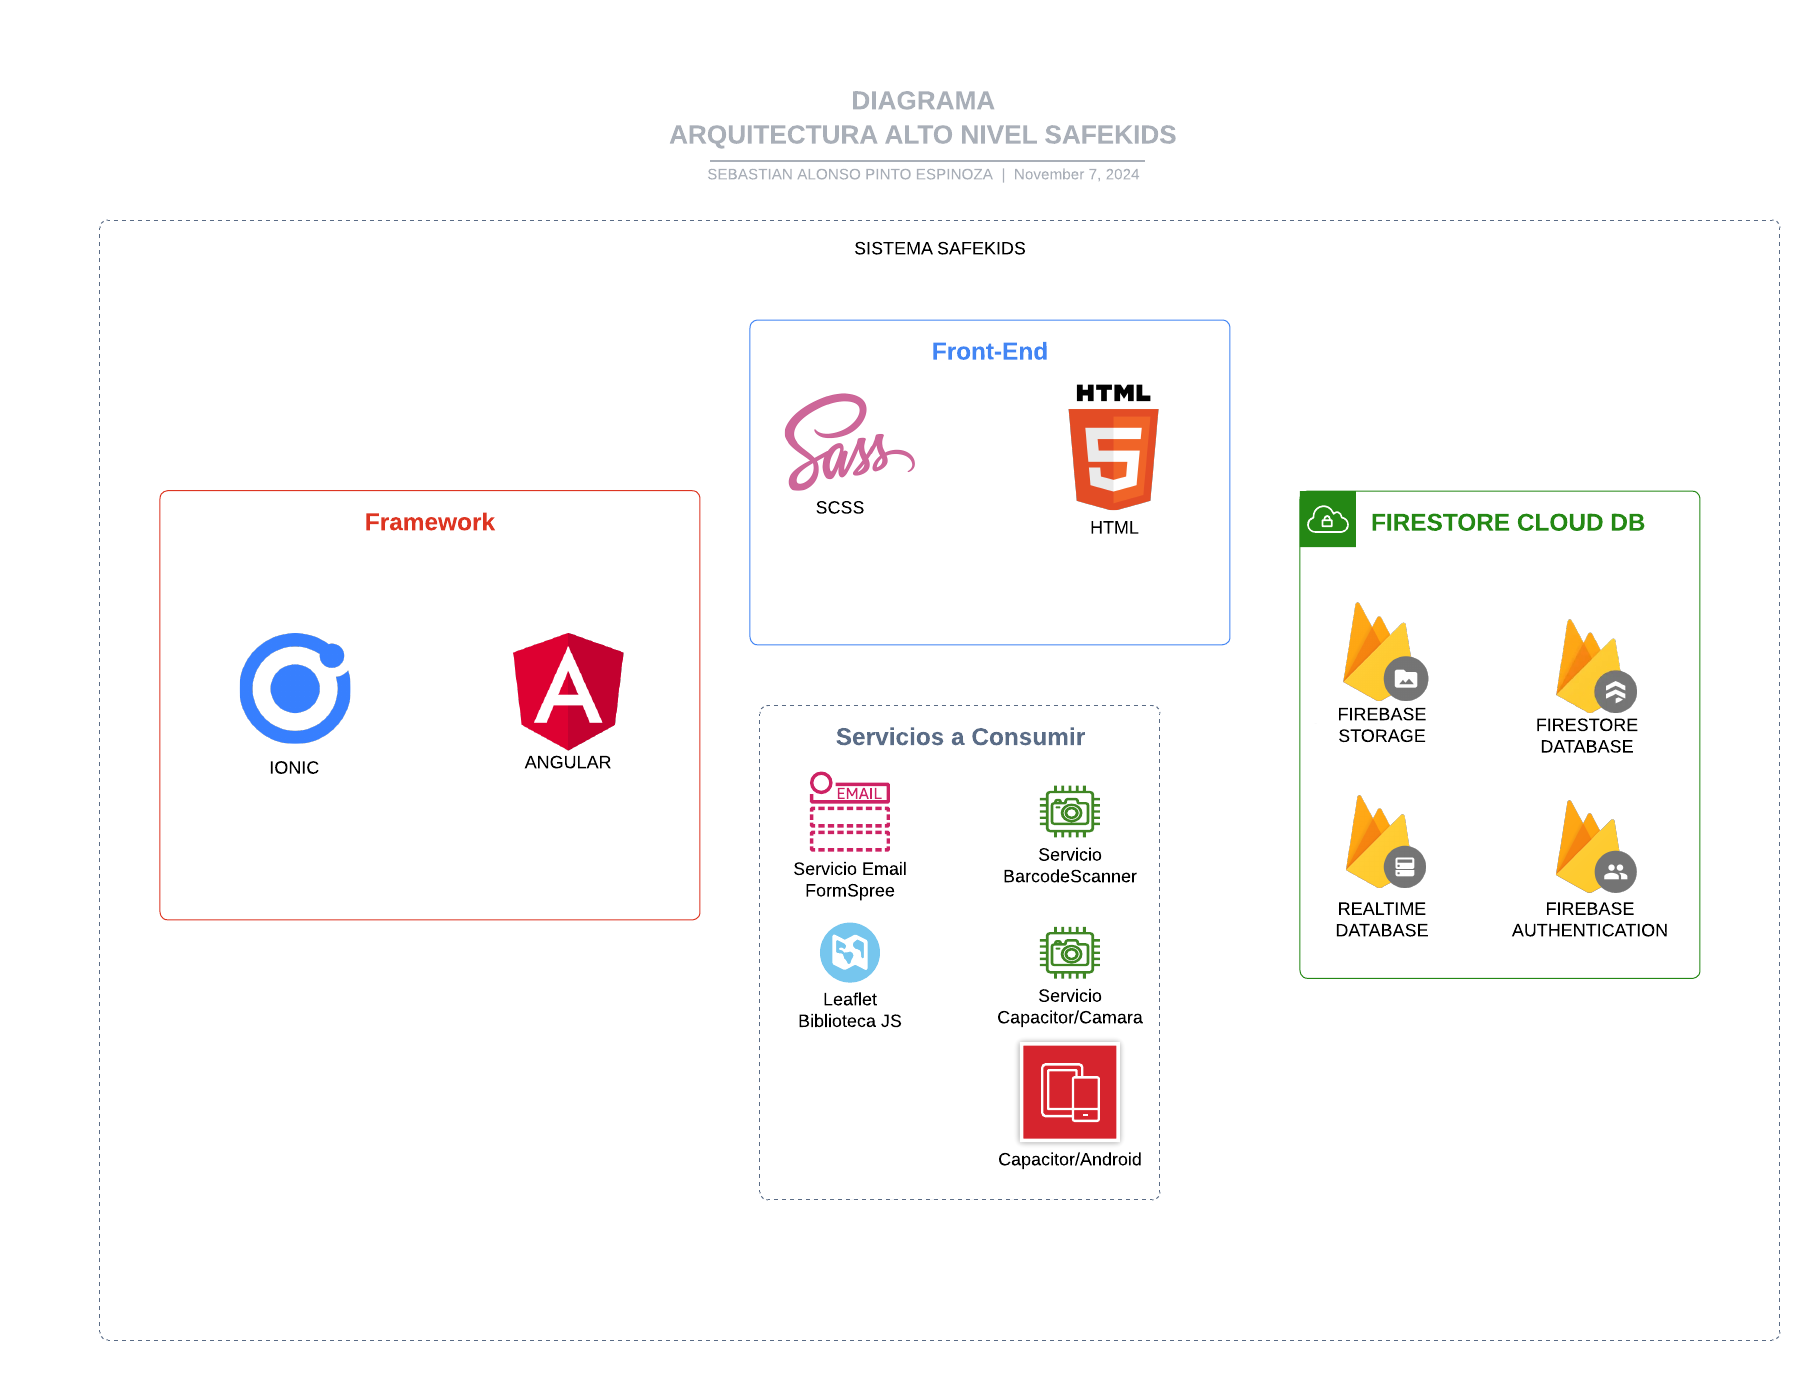 DIAGRAMA
ARQUITECTURA ALTO NIVEL SAFEKIDS
SEBASTIAN ALONSO PINTO ESPINOZA | November 7, 2024
SISTEMA SAFEKIDS
Front-End
Sass
SCSS
HTML
5
HTML
Framework
IONIC
A
ANGULAR
FIRESTORE CLOUD DB
FIREBASE
STORAGE
FIRESTORE
DATABASE
REALTIME
DATABASE
FIREBASE
AUTHENTICATION
Servicios a Consumir
EMAIL
Servicio Email
FormSpree
Servicio
BarcodeScanner
Leaflet
Biblioteca JS
Servicio
Capacitor/Camara
Capacitor/Android